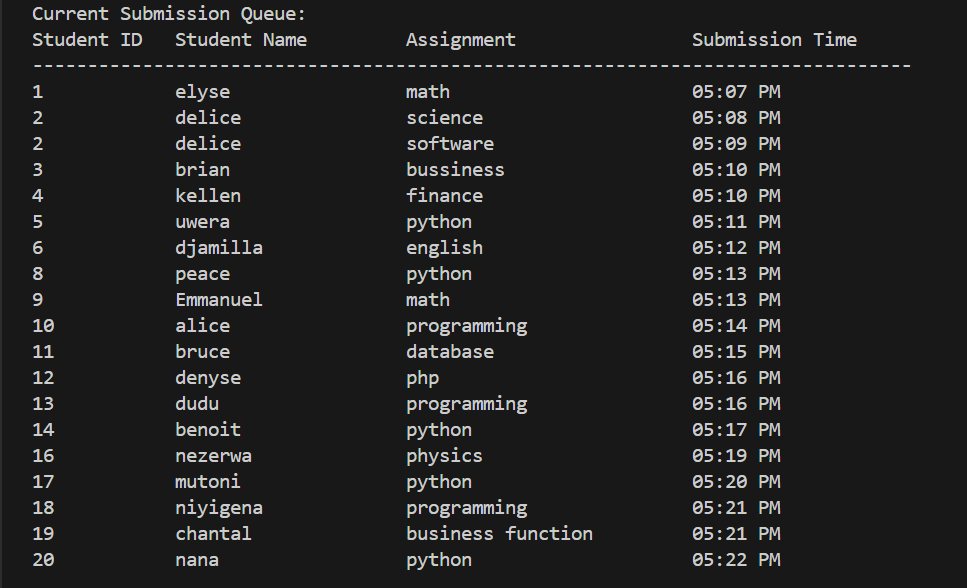 Current Submission Queue:
Student ID   Student Name         Assignment                Submission Time
--------------------------------------------------------------------------------
1            elyse                math                      05:07 PM
2            delice               science                   05:08 PM
2            delice               software                  05:09 PM
3            brian                bussiness                 05:10 PM
4            kellen               finance                   05:10 PM
5            uwera                python                    05:11 PM
6            djamilla             english                   05:12 PM
8            peace                python                    05:13 PM
9            Emmanuel             math                      05:13 PM
10           alice                programming               05:14 PM
11           bruce                database                  05:15 PM
12           denyse               php                       05:16 PM
13           dudu                 programming               05:16 PM
14           benoit               python                    05:17 PM
16           nezerwa              physics                   05:19 PM
17           mutoni               python                    05:20 PM
18           niyigena             programming               05:21 PM
19           chantal              business function         05:21 PM
20           nana                 python                    05:22 PM